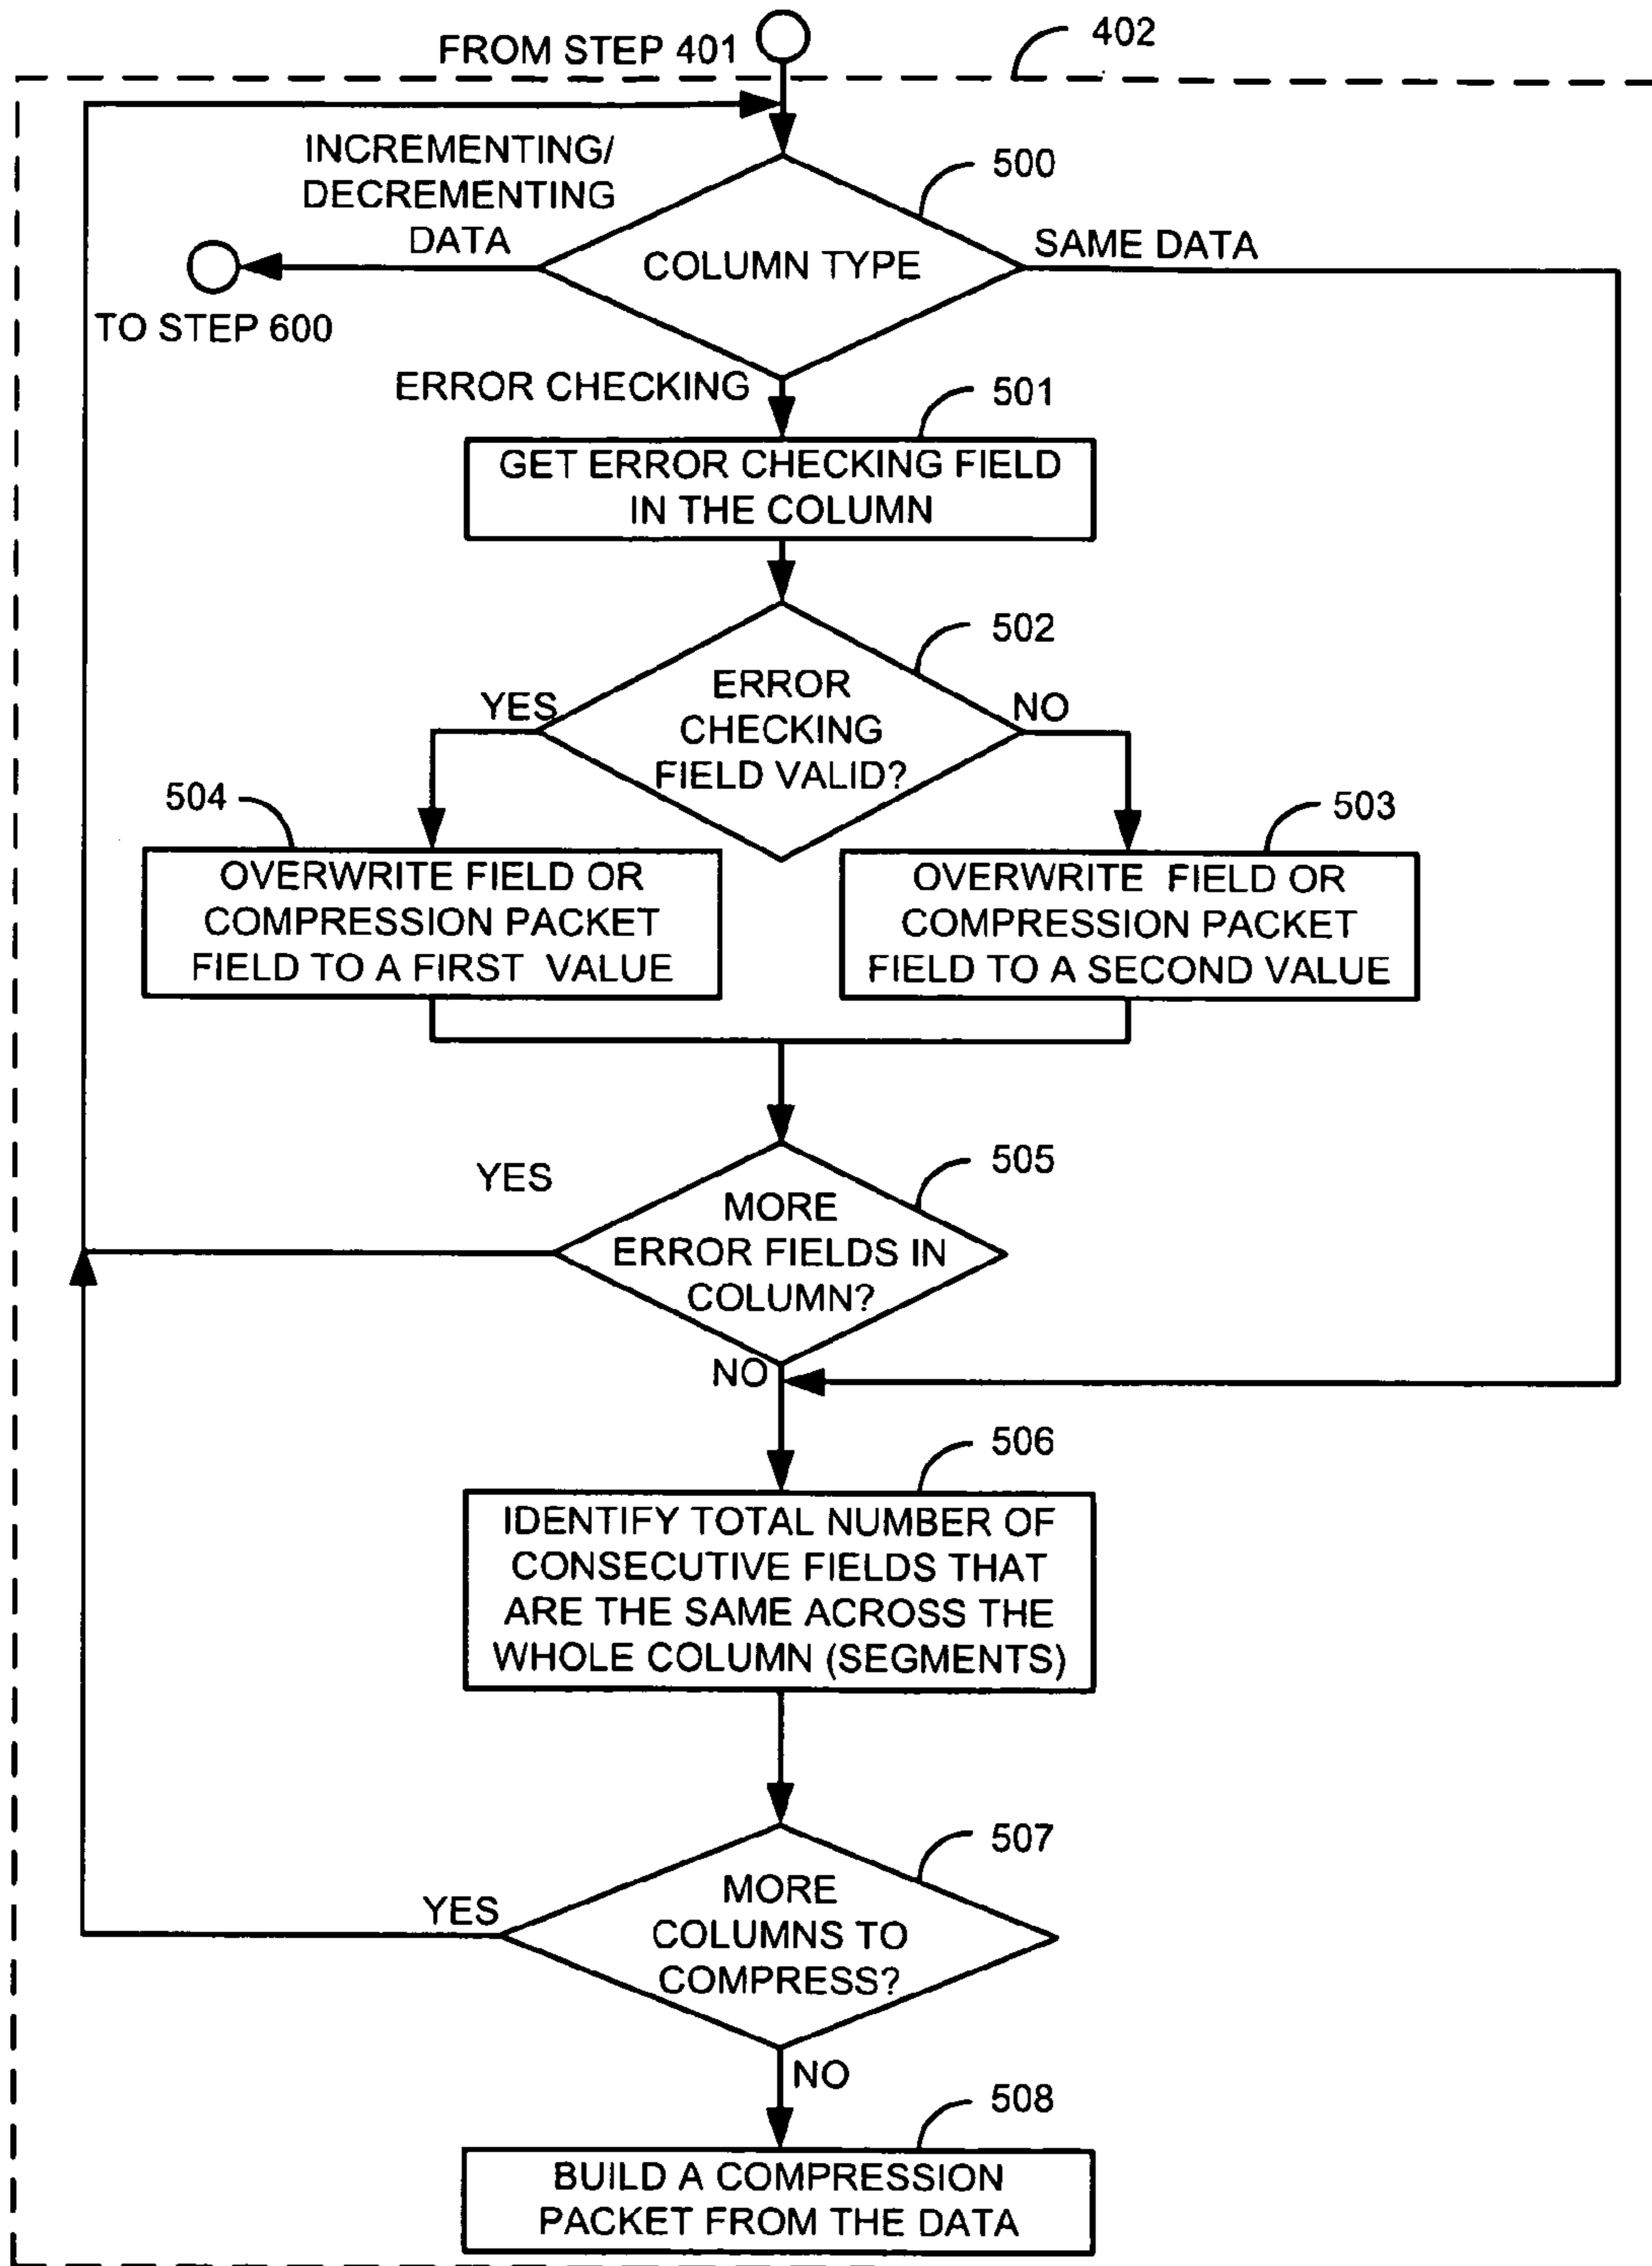 FROM STEP 401
402
INCREMENTING/
DECREMENTING
DATA
500
COLUMN TYPE
SAME DATA
TO STEP 600
ERROR CHECKING
501
GET ERROR CHECKING FIELD
IN THE COLUMN
502
YES
ERROR
CHECKING
FIELD VALID?
NO
504
503
OVERWRITE FIELD OR
COMPRESSION PACKET
FIELD TO A FIRST VALUE
OVERWRITE FIELD OR
COMPRESSION PACKET
FIELD TO A SECOND VALUE
505
YES
MORE
ERROR FIELDS IN
COLUMN?
NO
506
IDENTIFY TOTAL NUMBER OF
CONSECUTIVE FIELDS THAT
ARE THE SAME ACROSS THE
WHOLE COLUMN (SEGMENTS)
507
YES
MORE
COLUMNS TO
COMPRESS?
NO
508
BUILD A COMPRESSION
PACKET FROM THE DATA